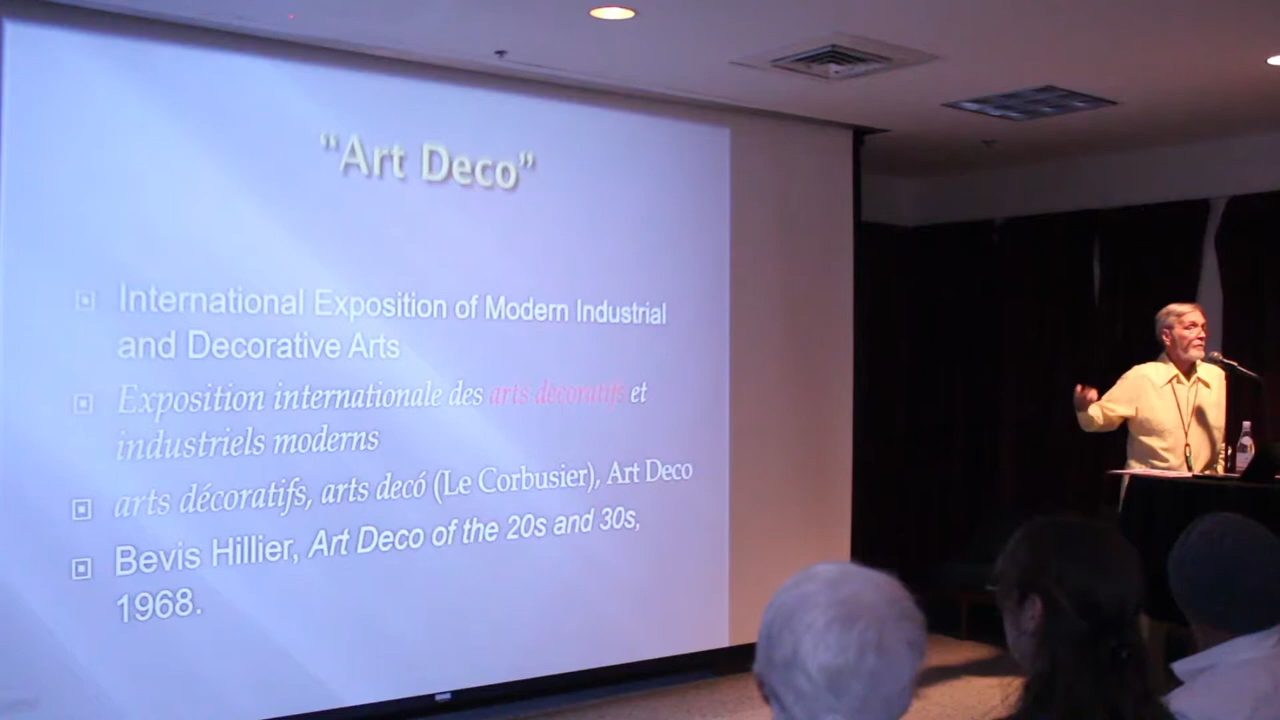 "Art Deco"
International Exposition of Modern Industrial
and Decorative Arts
Exposition internationale des arts décoratifs et
industriels moderns
arts décoratifs, arts decó (Le Corbusier), Art Deco
Bevis Hillier, Art Deco of the 20s and 30s,
1968.